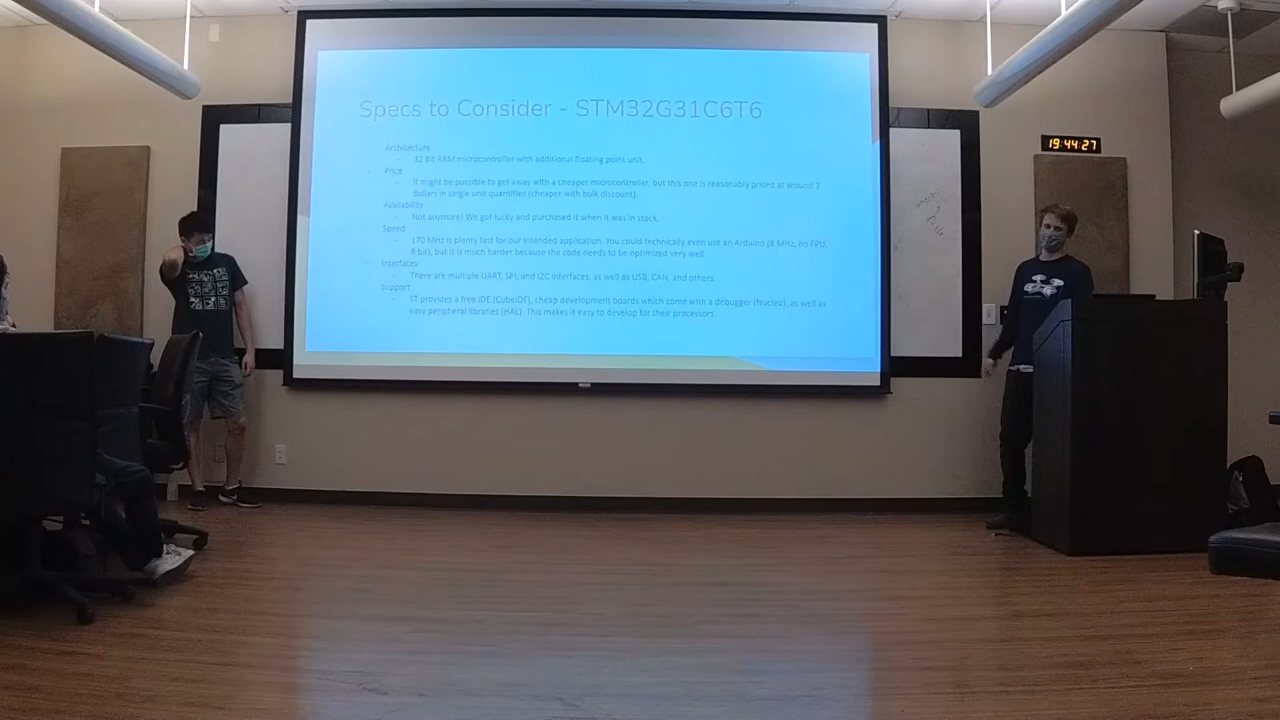 19:44:27
Specs to Consider - STM32G31C6T6
Architecture
- 32 Bit ARM microcontroller with additional floating point unit.
- Price
- It might be possible to get away with a cheaper microcontroller, but this one is reasonably priced at around 7
dollars in single unit quantities (cheaper with bulk discount).
Availability
- Not anymore! We got lucky and purchased it when it was in stock.
Speed
- 170 MHz is plenty fast for our intended application. You could technically even use an Arduino (8 MHz, no FPU,
8 bit), but it is much harder because the code needs to be optimized very well.
- Interfaces
- There are multiple UART, SPI, and I2C interfaces, as well as USB, CAN, and others.
Support
- ST provides a free IDE (CubeIDE), cheap development boards which come with a debugger (Nucleo), as well as
easy peripheral libraries (HAL). This makes it easy to develop for their processors.